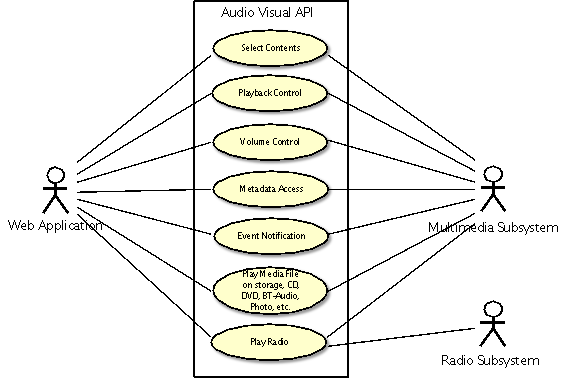 Audio Visual API
Select Contents
Playback Control
Volume Control
Metadata Access
Web Application
Multimedia Subsystem
Event Notification
Play Media File
on storage, CD,
DVD, BT-Audio,
Photo, etc.
Play Radio
Radio Subsystem